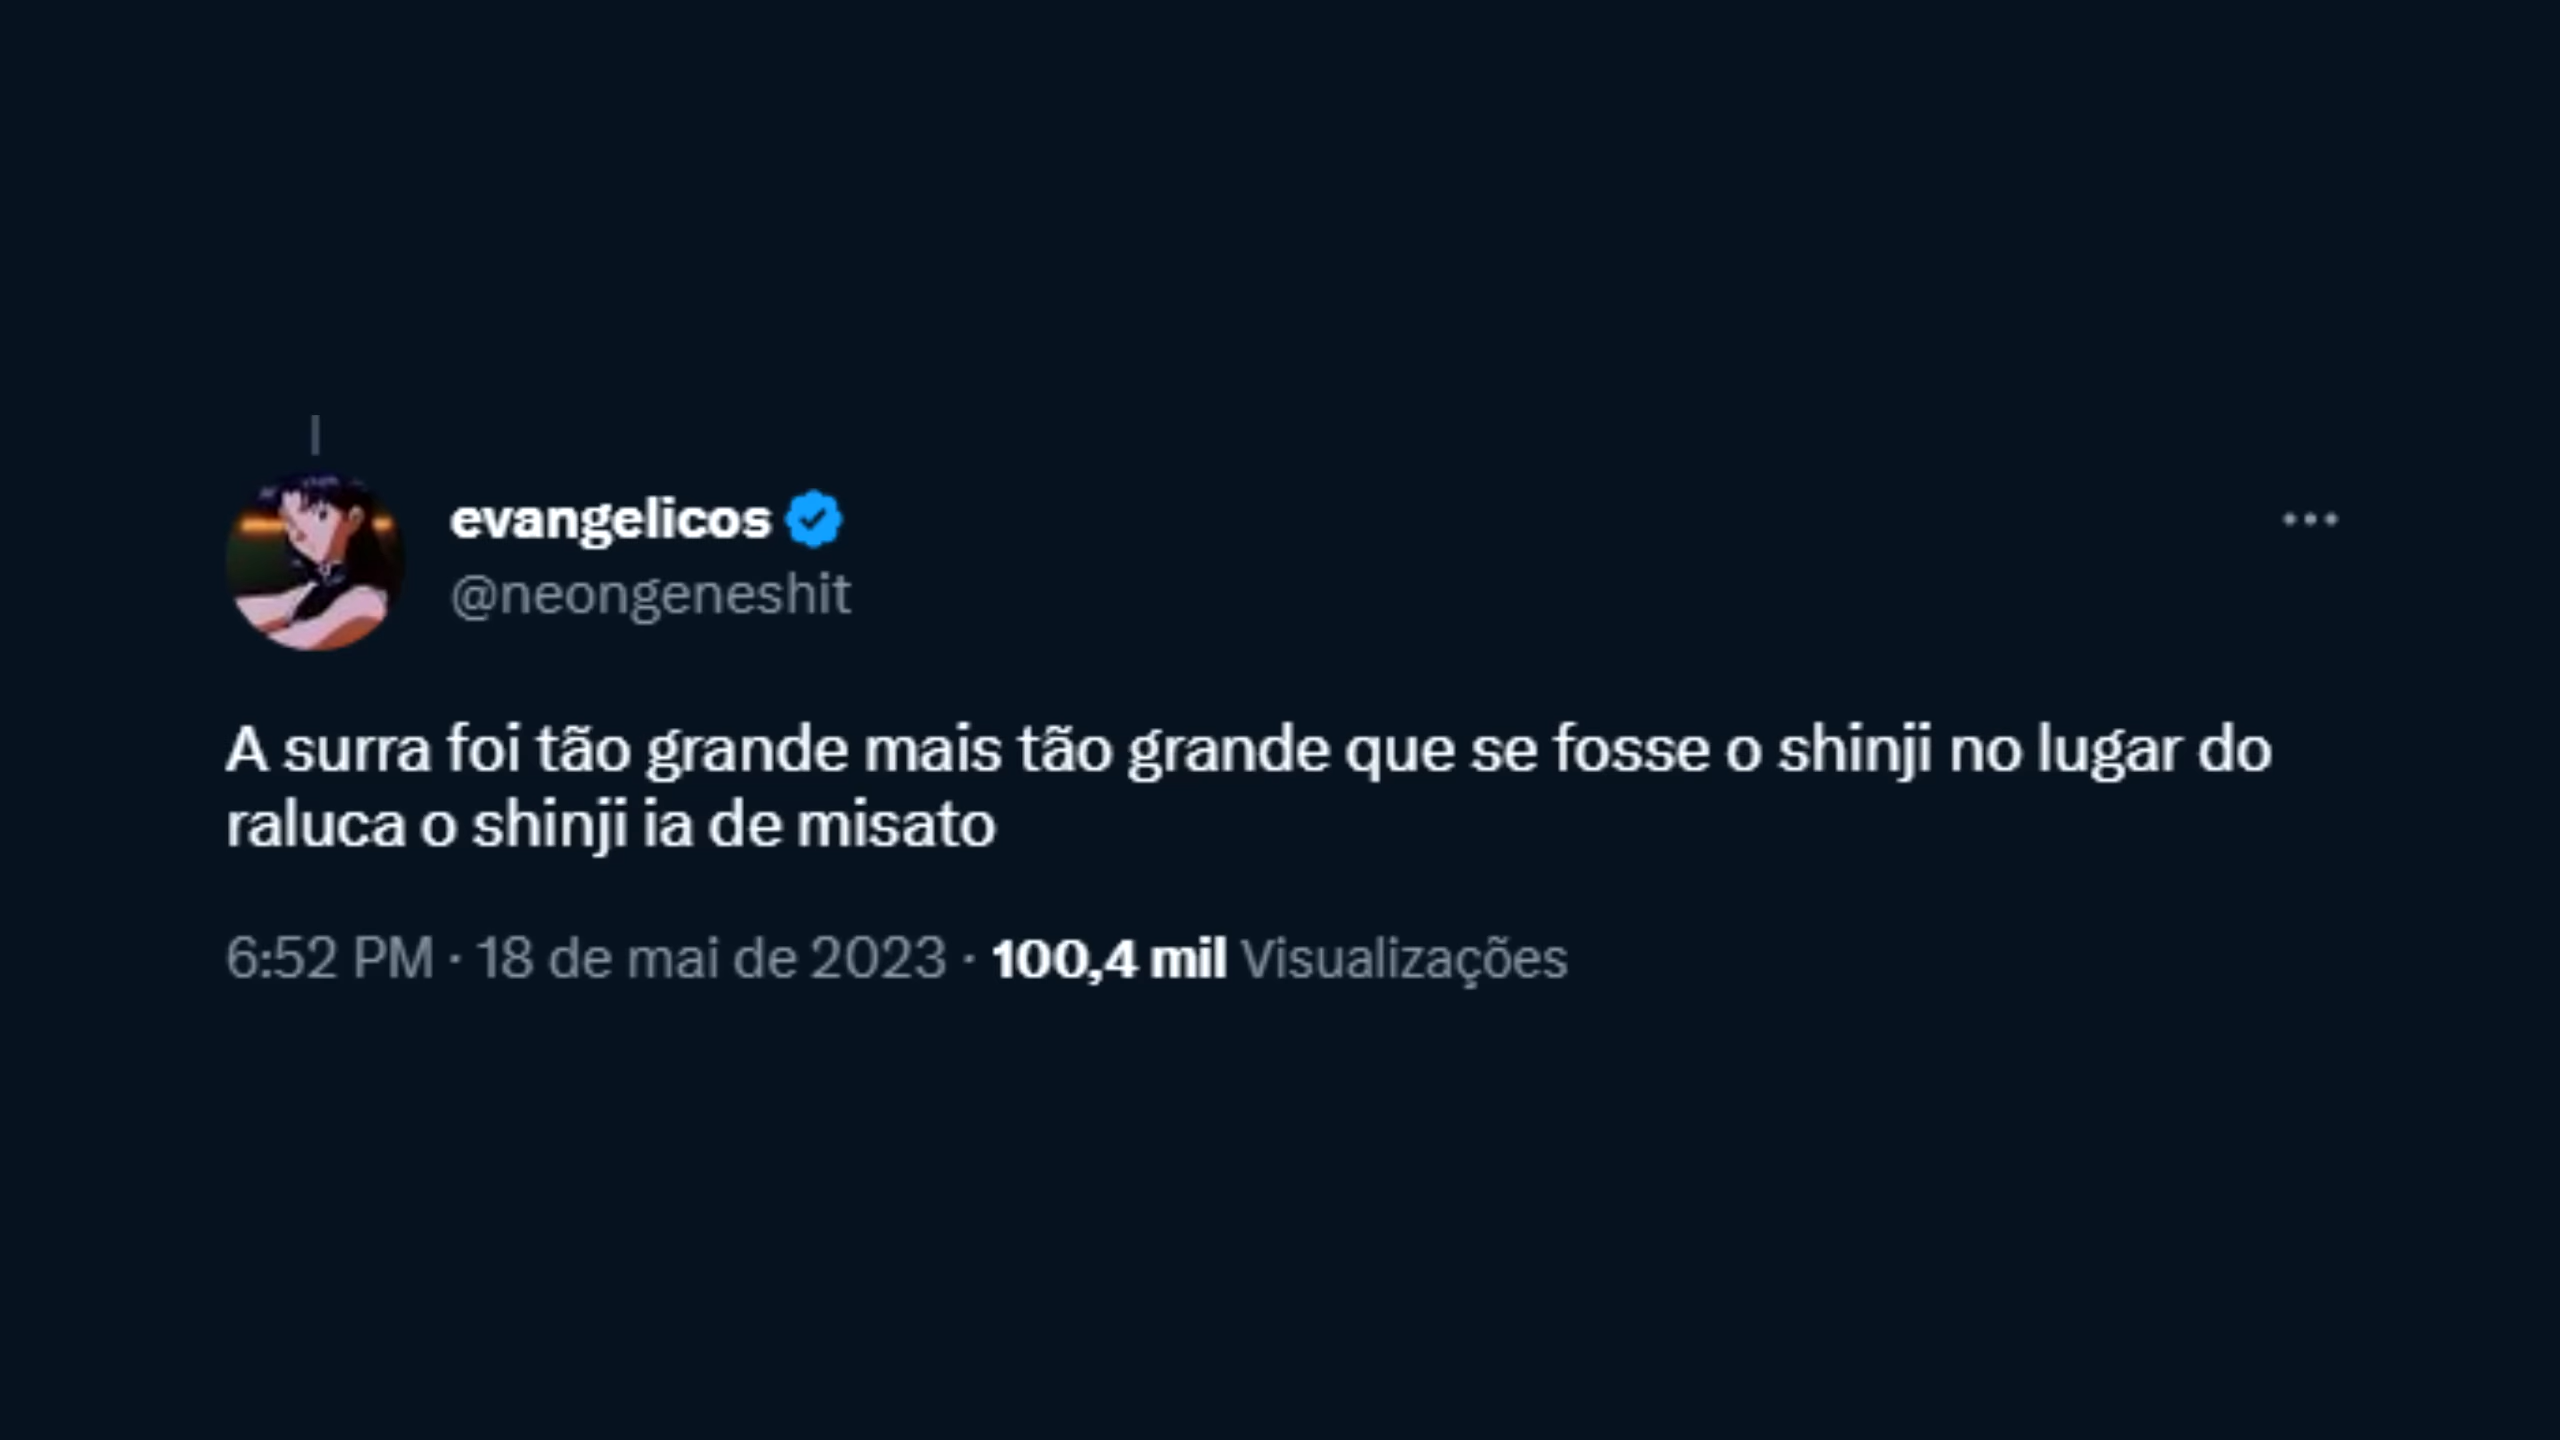 evangelicos
@neongeneshit
A surra foi tão grande mais tão grande que se fosse o shinji no lugar do
raluca o shinji ia de misato
6:52 PM · 18 de mai de 2023 · 100,4 mil Visualizações